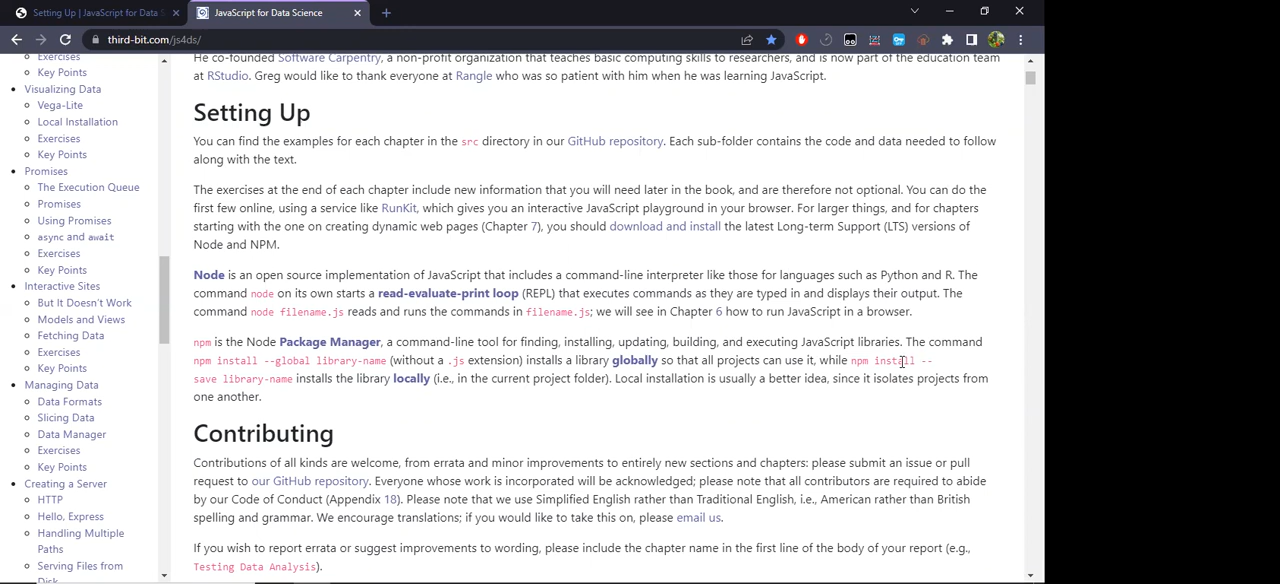 Setting Up | JavaScript for Data S
JavaScript for Data Science
third-bit.com/js4ds/
Exercises
Key Points
Visualizing Data
Vega-Lite
Local Installation
Exercises
Key Points
Promises
The Execution Queue
Promises
Using Promises
async and await
Exercises
Key Points
Interactive Sites
But It Doesn't Work
Models and Views
Fetching Data
Exercises
Key Points
Managing Data
Data Formats
Slicing Data
Data Manager
Exercises
Key Points
Creating a Server
HTTP
Hello, Express
Handling Multiple
Paths
Serving Files from
Disk
He co-founded Software Carpentry, a non-profit organization that teaches basic computing skills to researchers, and is now part of the education team
at RStudio. Greg would like to thank everyone at Rangle who was so patient with him when he was learning JavaScript.
Setting Up
You can find the examples for each chapter in the src directory in our GitHub repository. Each sub-folder contains the code and data needed to follow
along with the text.
The exercises at the end of each chapter include new information that you will need later in the book, and are therefore not optional. You can do the
first few online, using a service like RunKit, which gives you an interactive JavaScript playground in your browser. For larger things, and for chapters
starting with the one on creating dynamic web pages (Chapter 7), you should download and install the latest Long-term Support (LTS) versions of
Node and NPM.
Node is an open source implementation of JavaScript that includes a command-line interpreter like those for languages such as Python and R. The
command node on its own starts a read-evaluate-print loop (REPL) that executes commands as they are typed in and displays their output. The
command node filename.js reads and runs the commands in filename.js; we will see in Chapter 6 how to run JavaScript in a browser.
npm is the Node Package Manager, a command-line tool for finding, installing, updating, building, and executing JavaScript libraries. The command
npm install --global library-name (without a .js extension) installs a library globally so that all projects can use it, while npm install --
save library-name installs the library locally (i.e., in the current project folder). Local installation is usually a better idea, since it isolates projects from
one another.
Contributing
Contributions of all kinds are welcome, from errata and minor improvements to entirely new sections and chapters: please submit an issue or pull
request to our GitHub repository. Everyone whose work is incorporated will be acknowledged; please note that all contributors are required to abide
by our Code of Conduct (Appendix 18). Please note that we use Simplified English rather than Traditional English, i.e., American rather than British
spelling and grammar. We encourage translations; if you would like to take this on, please email us.
If you wish to report errata or suggest improvements to wording, please include the chapter name in the first line of the body of your report (e.g.,
Testing Data Analysis).